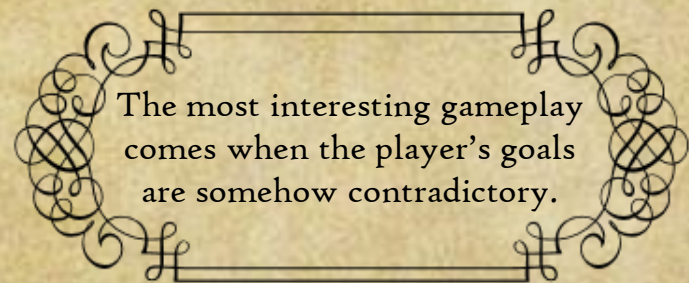 The most interesting gameplay
comes when the player's goals
are somehow contradictory.